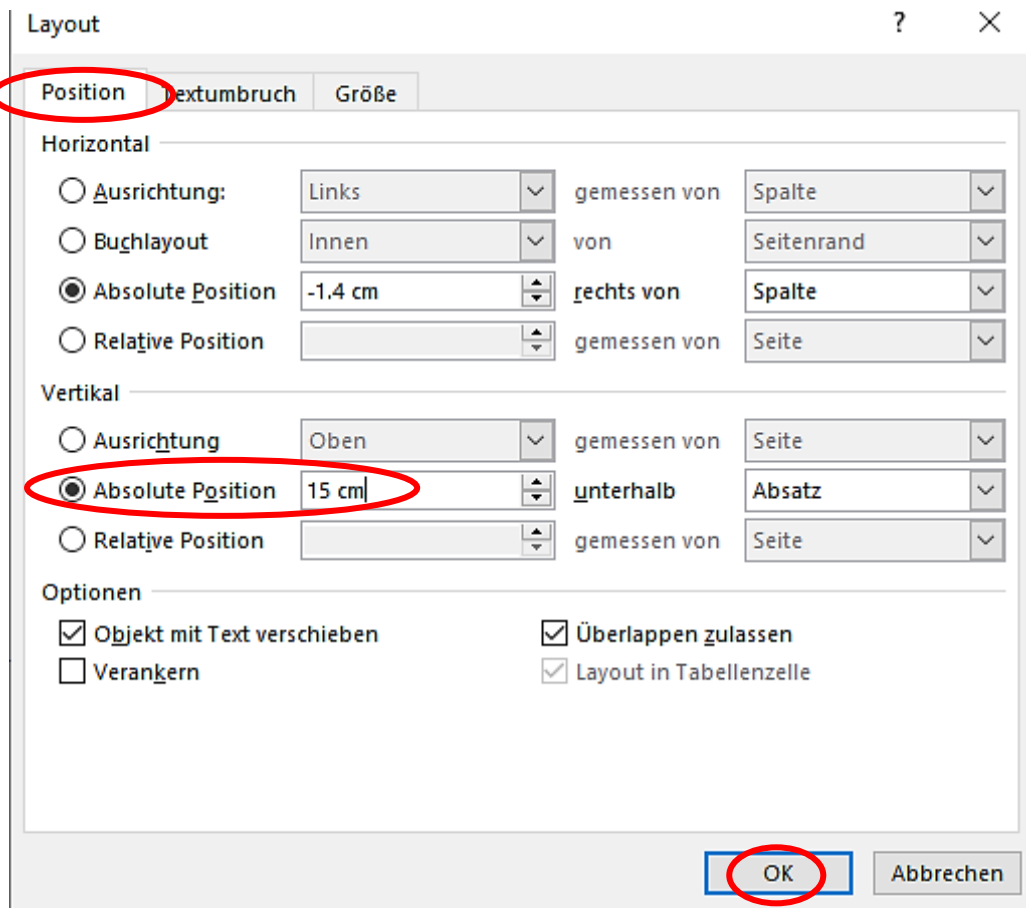 Layout ?
Position Textumbruch Größe
Horizontal
Ausrichtung: Links gemessen von Spalte
Buchlayout Innen von Seitenrand
Absolute Position -1.4 cm rechts von Spalte
Relative Position gemessen von Seite
Vertikal
Ausrichtung Oben gemessen von Seite
Absolute Position 15 cm unterhalb Absatz
Relative Position gemessen von Seite
Optionen
Objekt mit Text verschieben Überlappen zulassen
Verankern Layout in Tabellenzelle
OK Abbrechen